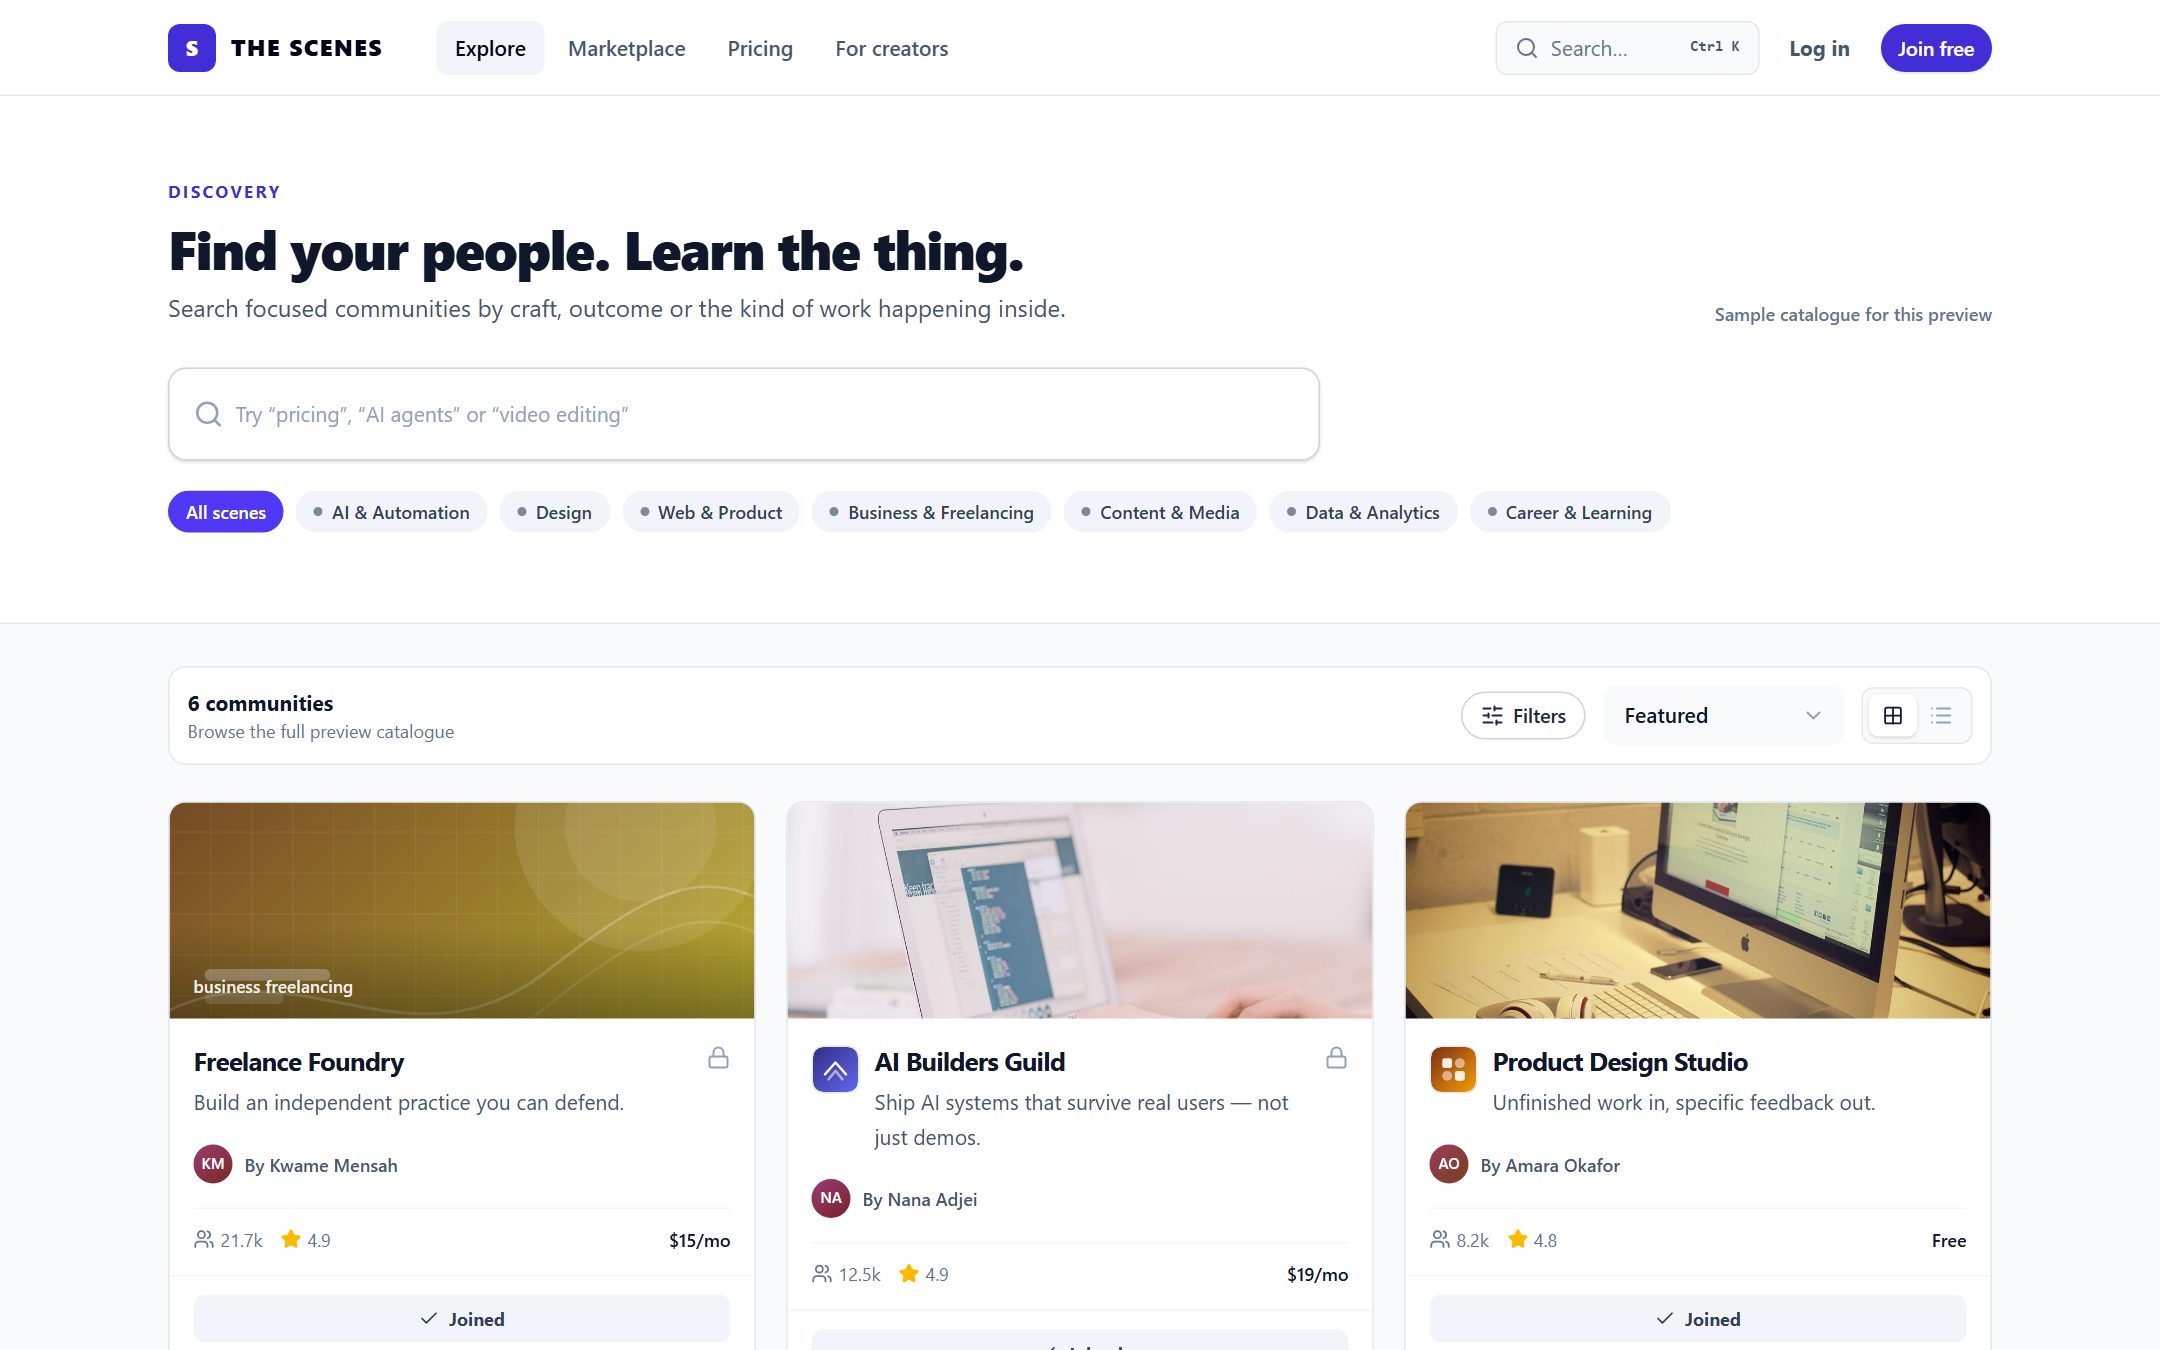 S THE SCENES Explore Marketplace Pricing For creators Search... Ctrl K Log in Join free
DISCOVERY
Find your people. Learn the thing.
Search focused communities by craft, outcome or the kind of work happening inside.
Sample catalogue for this preview
Try “pricing”, “AI agents” or “video editing”
All scenes AI & Automation Design Web & Product Business & Freelancing Content & Media Data & Analytics Career & Learning
6 communities
Browse the full preview catalogue
Filters Featured
business freelancing
Freelance Foundry
Build an independent practice you can defend.
KM By Kwame Mensah
21.7k 4.9 $15/mo
Joined
AI Builders Guild
Ship AI systems that survive real users — not
just demos.
NA By Nana Adjei
12.5k 4.9 $19/mo
Product Design Studio
Unfinished work in, specific feedback out.
AO By Amara Okafor
8.2k 4.8 Free
Joined